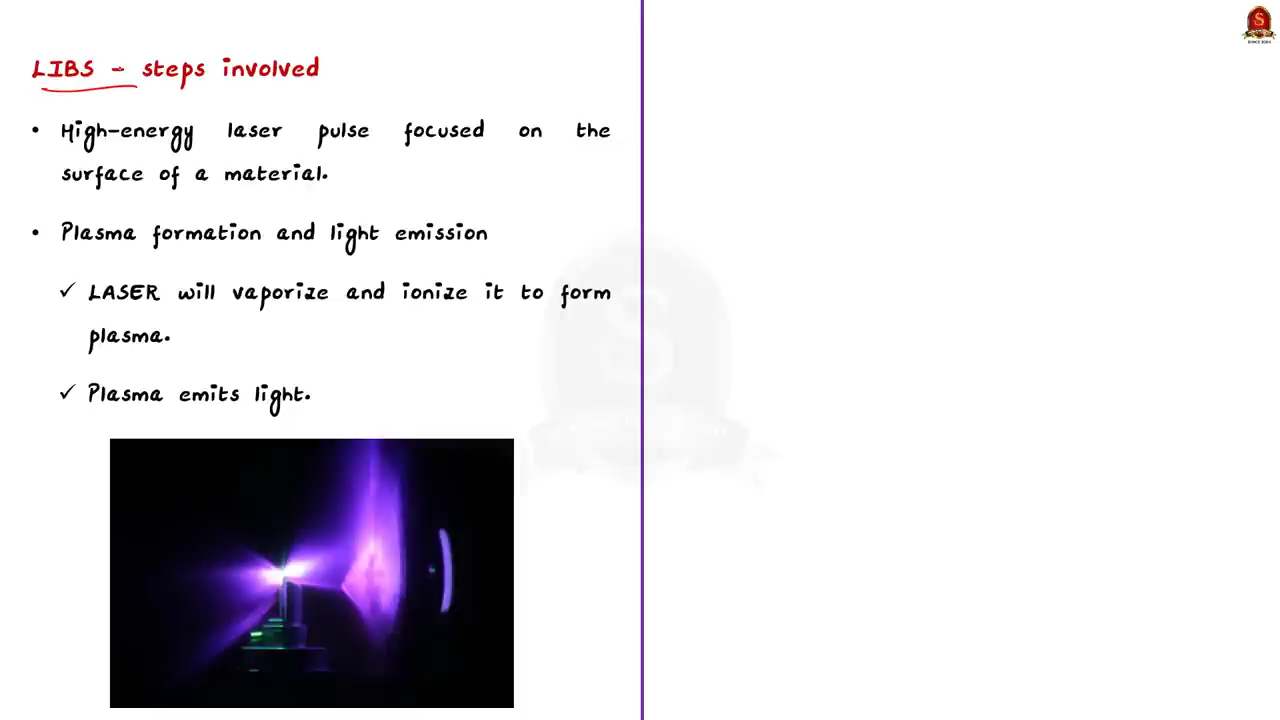 S
LIBS - steps involved
• High-energy laser pulse focused on the
surface of a material.
• Plasma formation and light emission
✓ LASER will vaporize and ionize it to form
plasma.
✓ Plasma emits light.
S